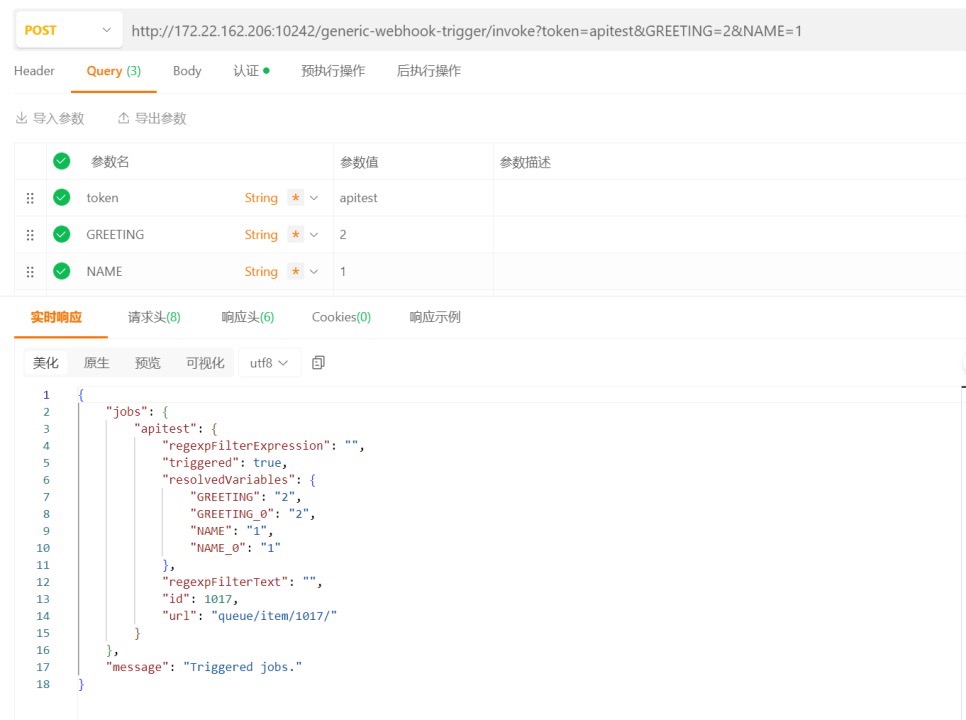 POST http://172.22.162.206:10242/generic-webhook-trigger/invoke?token=apitest&GREETING=2&NAME=1
Header Query (3) Body 认证 预执行操作 后执行操作
导入参数 导出参数
参数名 参数值 参数描述
token String * apitest
GREETING String * 2
NAME String * 1
实时响应 请求头(8) 响应头(6) Cookies(0) 响应示例
美化 原生 预览 可视化 utf8
1 {
2 "jobs": {
3 "apitest": {
4 "regexpFilterExpression": "",
5 "triggered": true,
6 "resolvedVariables": {
7 "GREETING": "2",
8 "GREETING_0": "2",
9 "NAME": "1",
10 "NAME_0": "1"
11 },
12 "regexpFilterText": "",
13 "id": 1017,
14 "url": "queue/item/1017/"
15 }
16 },
17 "message": "Triggered jobs."
18 }